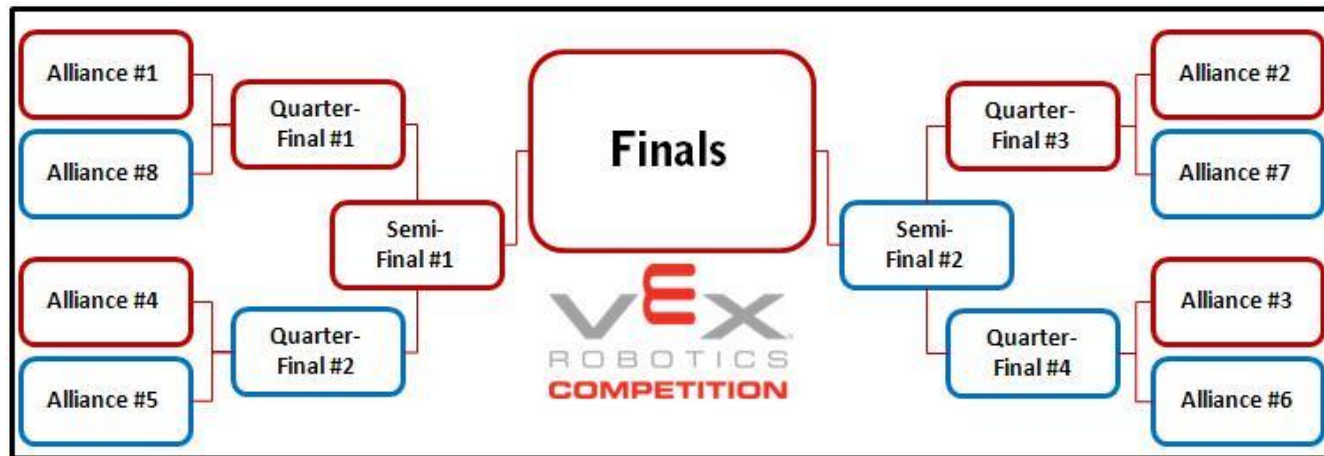 Alliance #1
Alliance #8
Quarter-
Final #1
Alliance #4
Alliance #5
Quarter-
Final #2
Semi-
Final #1
Finals
VEX
ROBOTICS
COMPETITION
Semi-
Final #2
Quarter-
Final #3
Alliance #2
Alliance #7
Quarter-
Final #4
Alliance #3
Alliance #6